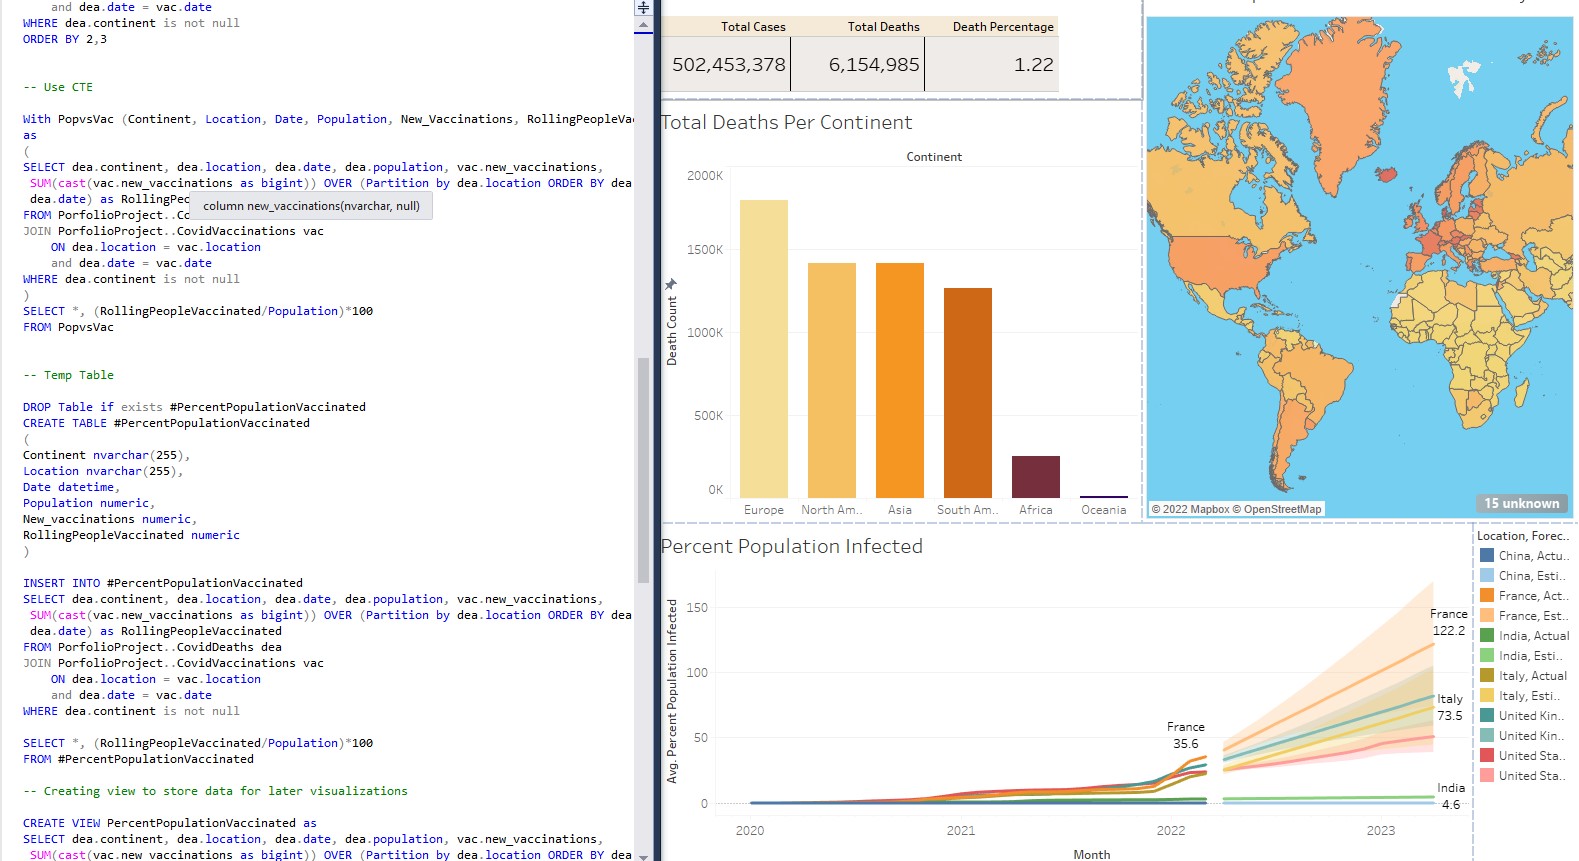 and dea.date = vac.date
WHERE dea.continent is not null
ORDER BY 2,3
-- Use CTE
With PopvsVac (Continent, Location, Date, Population, New_Vaccinations, RollingPeopleVa
as
(
SELECT dea.continent, dea.location, dea.date, dea.population, vac.new_vaccinations,
 SUM(cast(vac.new_vaccinations as bigint)) OVER (Partition by dea.location ORDER BY dea
 dea.date) as RollingPe
column new_vaccinations(nvarchar, null)
FROM PorfolioProject..Co
JOIN PorfolioProject..CovidVaccinations vac
    ON dea.location = vac.location
    and dea.date = vac.date
WHERE dea.continent is not null
)
SELECT *, (RollingPeopleVaccinated/Population)*100
FROM PopvsVac
-- Temp Table
DROP Table if exists #PercentPopulationVaccinated
CREATE TABLE #PercentPopulationVaccinated
(
Continent nvarchar(255),
Location nvarchar(255),
Date datetime,
Population numeric,
New_vaccinations numeric,
RollingPeopleVaccinated numeric
)
INSERT INTO #PercentPopulationVaccinated
SELECT dea.continent, dea.location, dea.date, dea.population, vac.new_vaccinations,
 SUM(cast(vac.new_vaccinations as bigint)) OVER (Partition by dea.location ORDER BY dea
 dea.date) as RollingPeopleVaccinated
FROM PorfolioProject..CovidDeaths dea
JOIN PorfolioProject..CovidVaccinations vac
    ON dea.location = vac.location
    and dea.date = vac.date
WHERE dea.continent is not null
SELECT *, (RollingPeopleVaccinated/Population)*100
FROM #PercentPopulationVaccinated
-- Creating view to store data for later visualizations
CREATE VIEW PercentPopulationVaccinated as
SELECT dea.continent, dea.location, dea.date, dea.population, vac.new_vaccinations,
 SUM(cast(vac.new_vaccinations as bigint)) OVER (Partition by dea.location ORDER BY dea
Total Cases Total Deaths Death Percentage
502,453,378 6,154,985 1.22
Total Deaths Per Continent
Continent
Death Count
2000K
1500K
1000K
500K
0K
Europe North Am.. Asia South Am.. Africa Oceania
© 2022 Mapbox © OpenStreetMap
15 unknown
Percent Population Infected
Avg. Percent Population Infected
150
100
50
0
France
35.6
France
122.2
Italy
73.5
India
4.6
2020 2021 2022 2023
Month
Location, Forec..
China, Actu..
China, Esti..
France, Act..
France, Est..
India, Actual
India, Esti..
Italy, Actual
Italy, Esti..
United Kin..
United Kin..
United Sta..
United Sta..